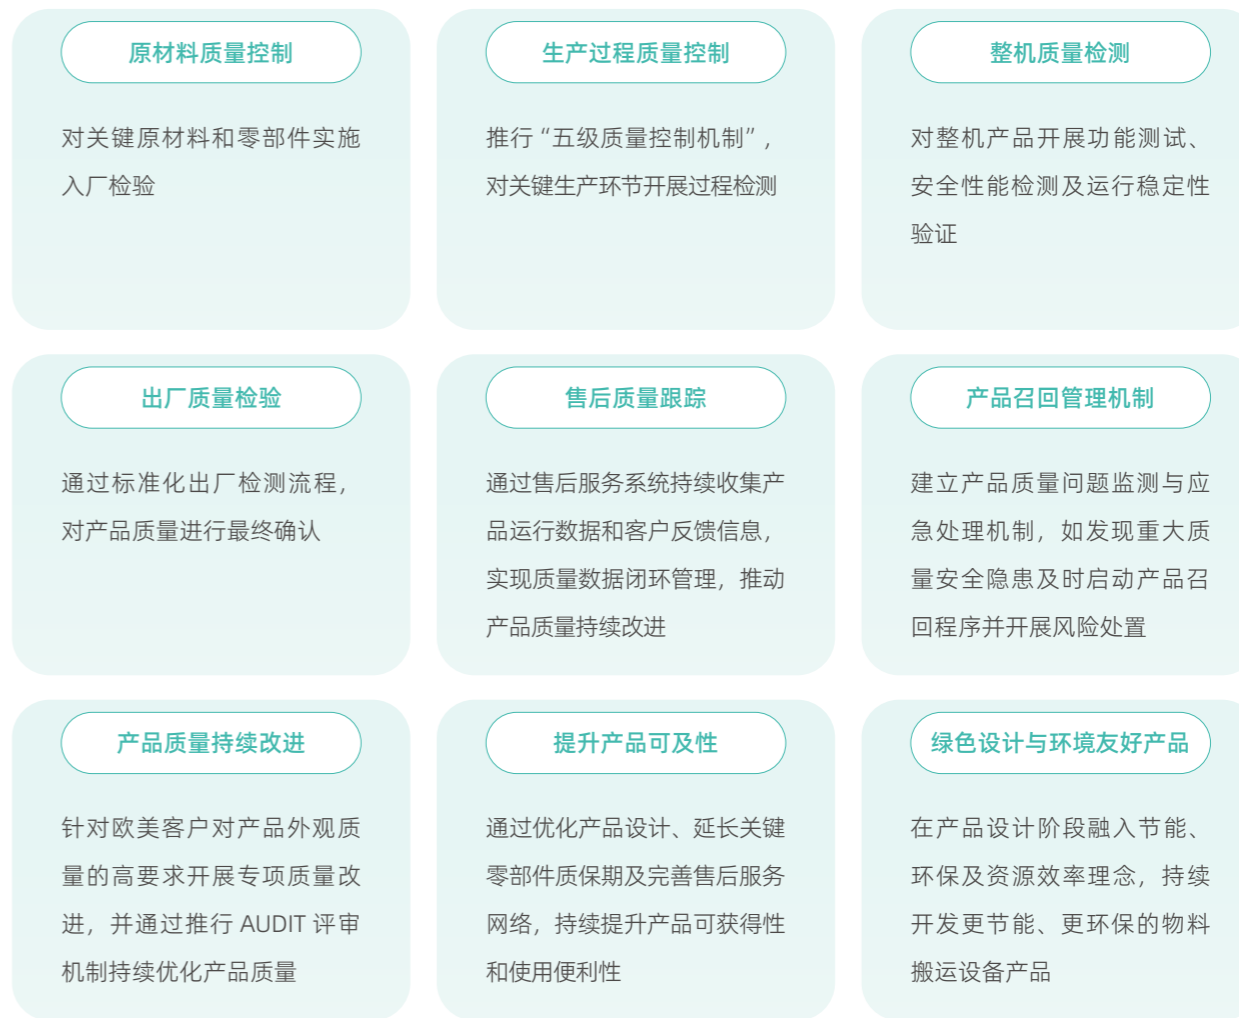 原材料质量控制
对关键原材料和零部件实施
入厂检验
生产过程质量控制
推行“五级质量控制机制”，
对关键生产环节开展过程检测
整机质量检测
对整机产品开展功能测试、
安全性能检测及运行稳定性
验证
出厂质量检验
通过标准化出厂检测流程，
对产品质量进行最终确认
售后质量跟踪
通过售后服务系统持续收集产
品运行数据和客户反馈信息，
实现质量数据闭环管理，推动
产品质量持续改进
产品召回管理机制
建立产品质量问题监测与应
急处理机制，如发现重大质
量安全隐患及时启动产品召
回程序并开展风险处置
产品质量持续改进
针对欧美客户对产品外观质
量的高要求开展专项质量改
进，并通过推行 AUDIT 评审
机制持续优化产品质量
提升产品可及性
通过优化产品设计、延长关键
零部件质保期及完善售后服务
网络，持续提升产品可获得性
和使用便利性
绿色设计与环境友好产品
在产品设计阶段融入节能、
环保及资源效率理念，持续
开发更节能、更环保的物料
搬运设备产品